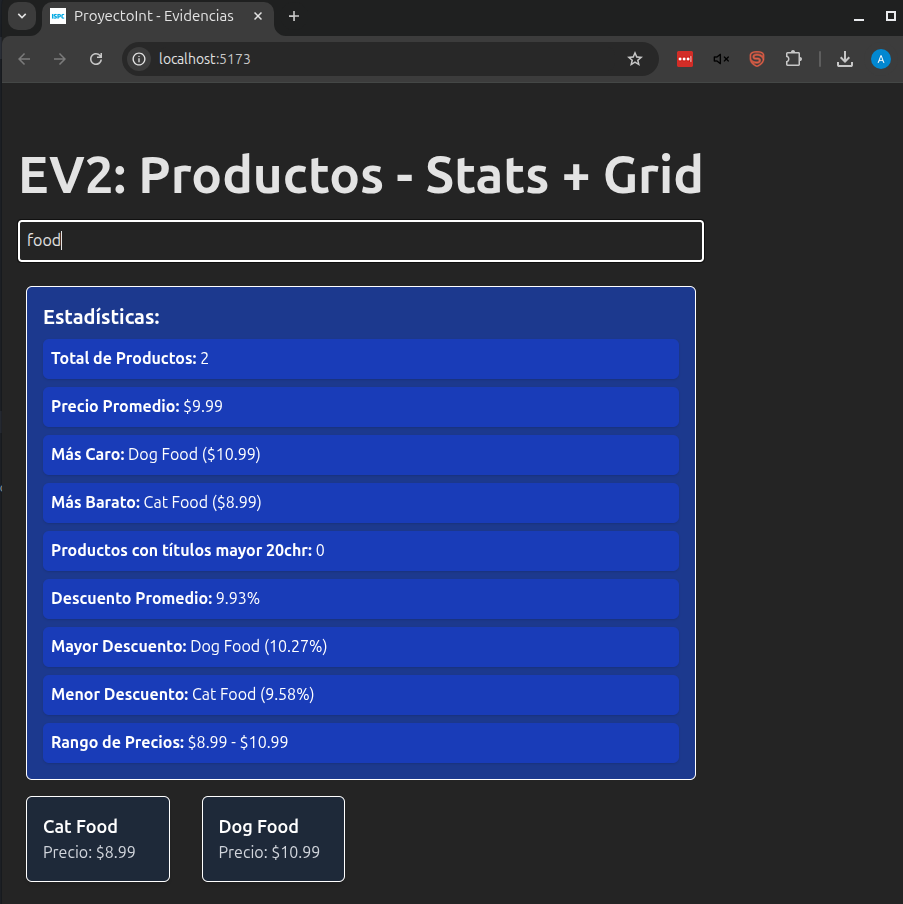 ISPC ProyectoInt - Evidencias
localhost:5173
A
EV2: Productos - Stats + Grid
food
Estadísticas:
Total de Productos: 2
Precio Promedio: $9.99
Más Caro: Dog Food ($10.99)
Más Barato: Cat Food ($8.99)
Productos con títulos mayor 20chr: 0
Descuento Promedio: 9.93%
Mayor Descuento: Dog Food (10.27%)
Menor Descuento: Cat Food (9.58%)
Rango de Precios: $8.99 - $10.99
Cat Food
Precio: $8.99
Dog Food
Precio: $10.99